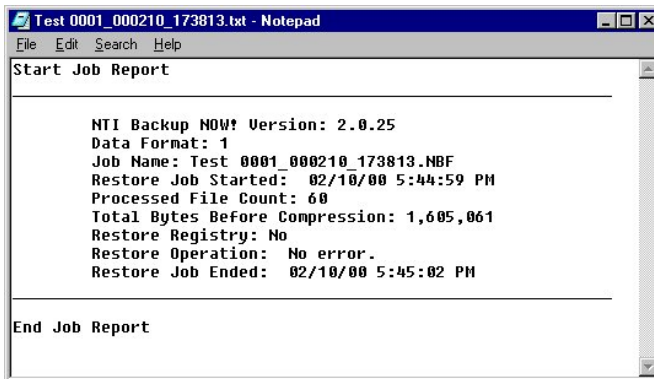 Test 0001_000210_173813.txt - Notepad
File Edit Search Help
Start Job Report
NTI Backup NOW! Version: 2.0.25
Data Format: 1
Job Name: Test 0001_000210_173813.NBF
Restore Job Started: 02/10/00 5:44:59 PM
Processed File Count: 60
Total Bytes Before Compression: 1,605,061
Restore Registry: No
Restore Operation: No error.
Restore Job Ended: 02/10/00 5:45:02 PM
End Job Report